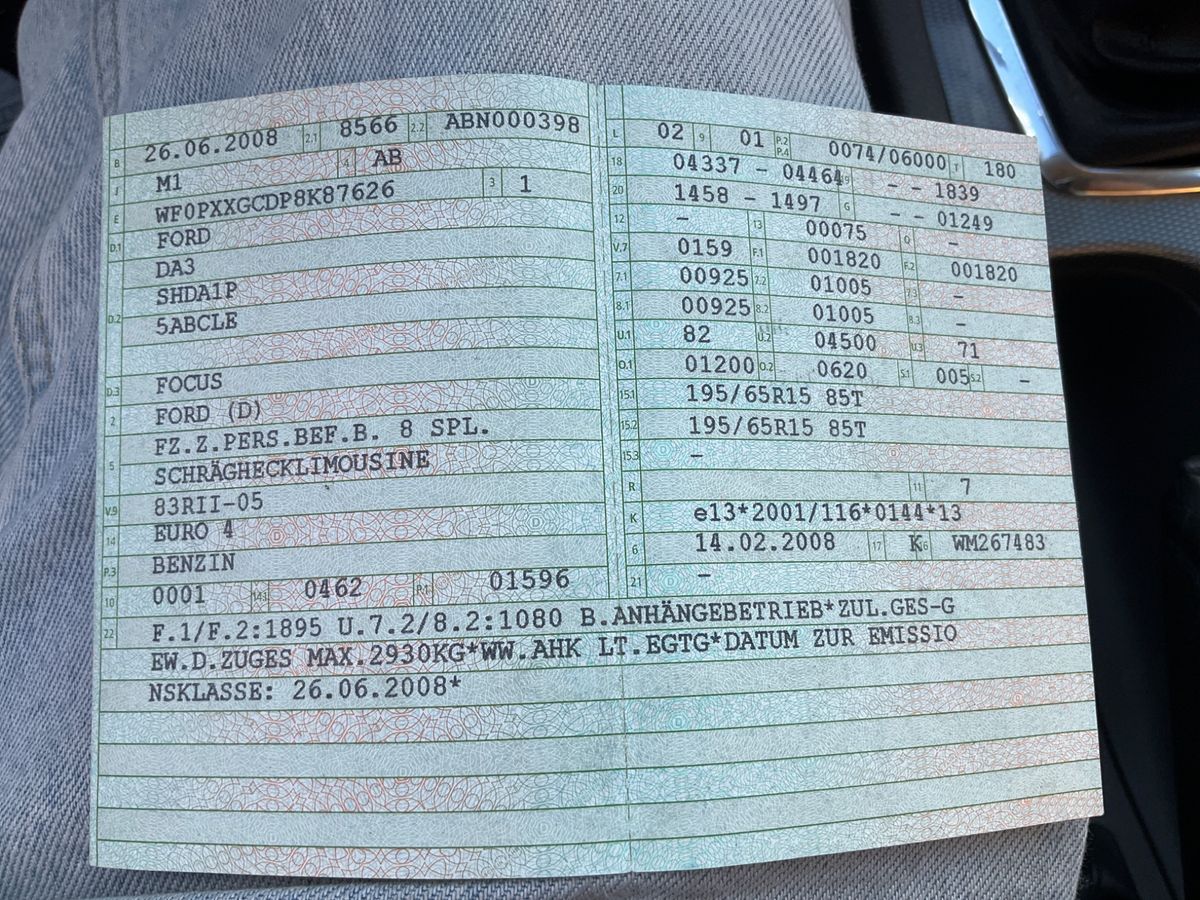 B 26.06.2008 2.1 8566 2.2 ABN000398
J M1 4 AB
E WF0PXXGCDP8K87626 3 1
D.1 FORD
DA3
D.2 SHDA1P
5ABCLE
D.3 FOCUS
2 FORD (D)
5 FZ.Z.PERS.BEF.B. 8 SPL.
SCHRÄGHECKLIMOUSINE
V.9 83RII-05
14 EURO 4
P.3 BENZIN
10 0001 14.1 0462 P.1 01596
L 02 9 01 P.2 P.4 0074/06000 T 180
18 04337 - 04464 19 - - 1839
20 1458 - 1497 G - - 01249
12 - 13 00075 Q -
V.7 0159 F.1 001820 F.2 001820
7.1 00925 7.2 01005 7.3 -
8.1 00925 8.2 01005 8.3 -
U.1 82 U.2 04500 U.3 71
O.1 01200 O.2 0620 S.1 005 S.2 -
15.1 195/65R15 85T
15.2 195/65R15 85T
15.3 -
R 11 7
K e13*2001/116*0144*13
6 14.02.2008 17 K 16 WM267483
21 -
22 F.1/F.2:1895 U.7.2/8.2:1080 B.ANHÄNGEBETRIEB*ZUL.GES-G
EW.D.ZUGES MAX.2930KG*WW.AHK LT.EGTG*DATUM ZUR EMISSIO
NSKLASSE: 26.06.2008*